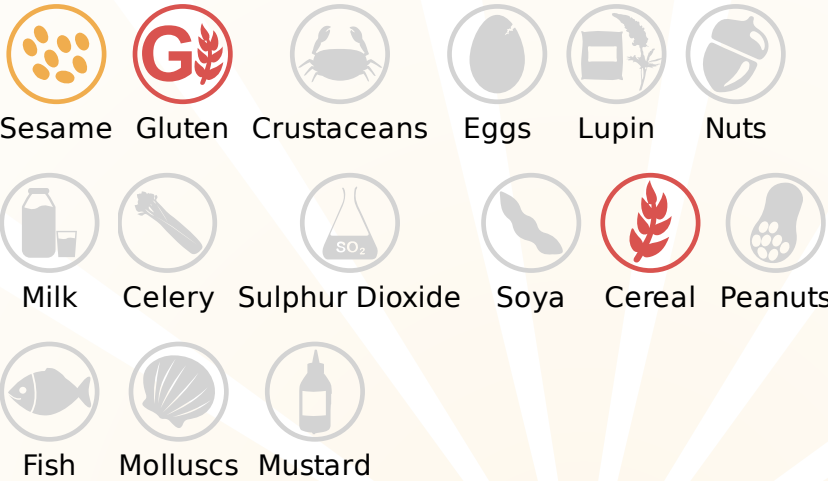 G
Sesame Gluten Crustaceans Eggs Lupin Nuts
SO₂
Milk Celery Sulphur Dioxide Soya Cereal Peanuts
Fish Molluscs Mustard